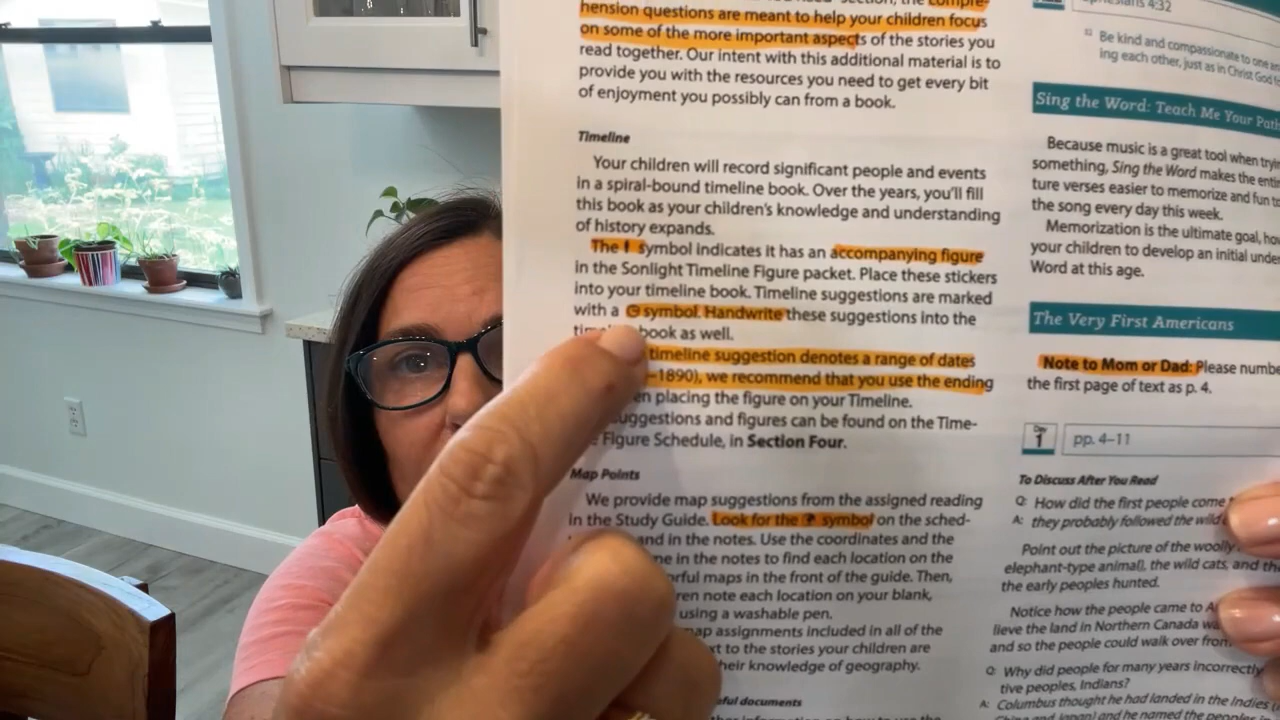 hension questions are meant to help your children focus
on some of the more important aspects of the stories you
read together. Our intent with this additional material is to
provide you with the resources you need to get every bit
of enjoyment you possibly can from a book.
Timeline
Your children will record significant people and events
in a spiral-bound timeline book. Over the years, you'll fill
this book as your children's knowledge and understanding
of history expands.
The symbol indicates it has an accompanying figure
in the Sonlight Timeline Figure packet. Place these stickers
into your timeline book. Timeline suggestions are marked
with a symbol. Handwrite these suggestions into the
book as well.
timeline suggestion denotes a range of dates
–1890), we recommend that you use the ending
placing the figure on your Timeline.
uggestions and figures can be found on the Time-
Figure Schedule, in Section Four.
Map Points
We provide map suggestions from the assigned reading
in the Study Guide. Look for the symbol on the sched-
and in the notes. Use the coordinates and the
me in the notes to find each location on the
rful maps in the front of the guide. Then,
ren note each location on your blank,
using a washable pen.
map assignments included in all of the
xt to the stories your children are
heir knowledge of geography.
eful documents
4:32
Be kind and compassionate to one
ing each other, just as in Christ God
Sing the Word: Teach Me Your Path
Because music is a great tool when
something, Sing the Word makes the
ture verses easier to memorize and fun
the song every day this week.
Memorization is the ultimate goal,
your children to develop an initial
Word at this age.
The Very First Americans
Note to Mom or Dad: Please numbe
the first page of text as p. 4.
Day
1
pp. 4–11
To Discuss After You Read
Q: How did the first people come
A: they probably followed the wild
Point out the picture of the woolly
elephant-type animal), the wild cats, and
the early peoples hunted.
Notice how the people came to
lieve the land in Northern Canada
and so the people could walk over from
Q: Why did people for many years incorrectly
tive peoples, Indians?
A: Columbus thought he had landed in the Indies
China and Japan) and he named the peoples